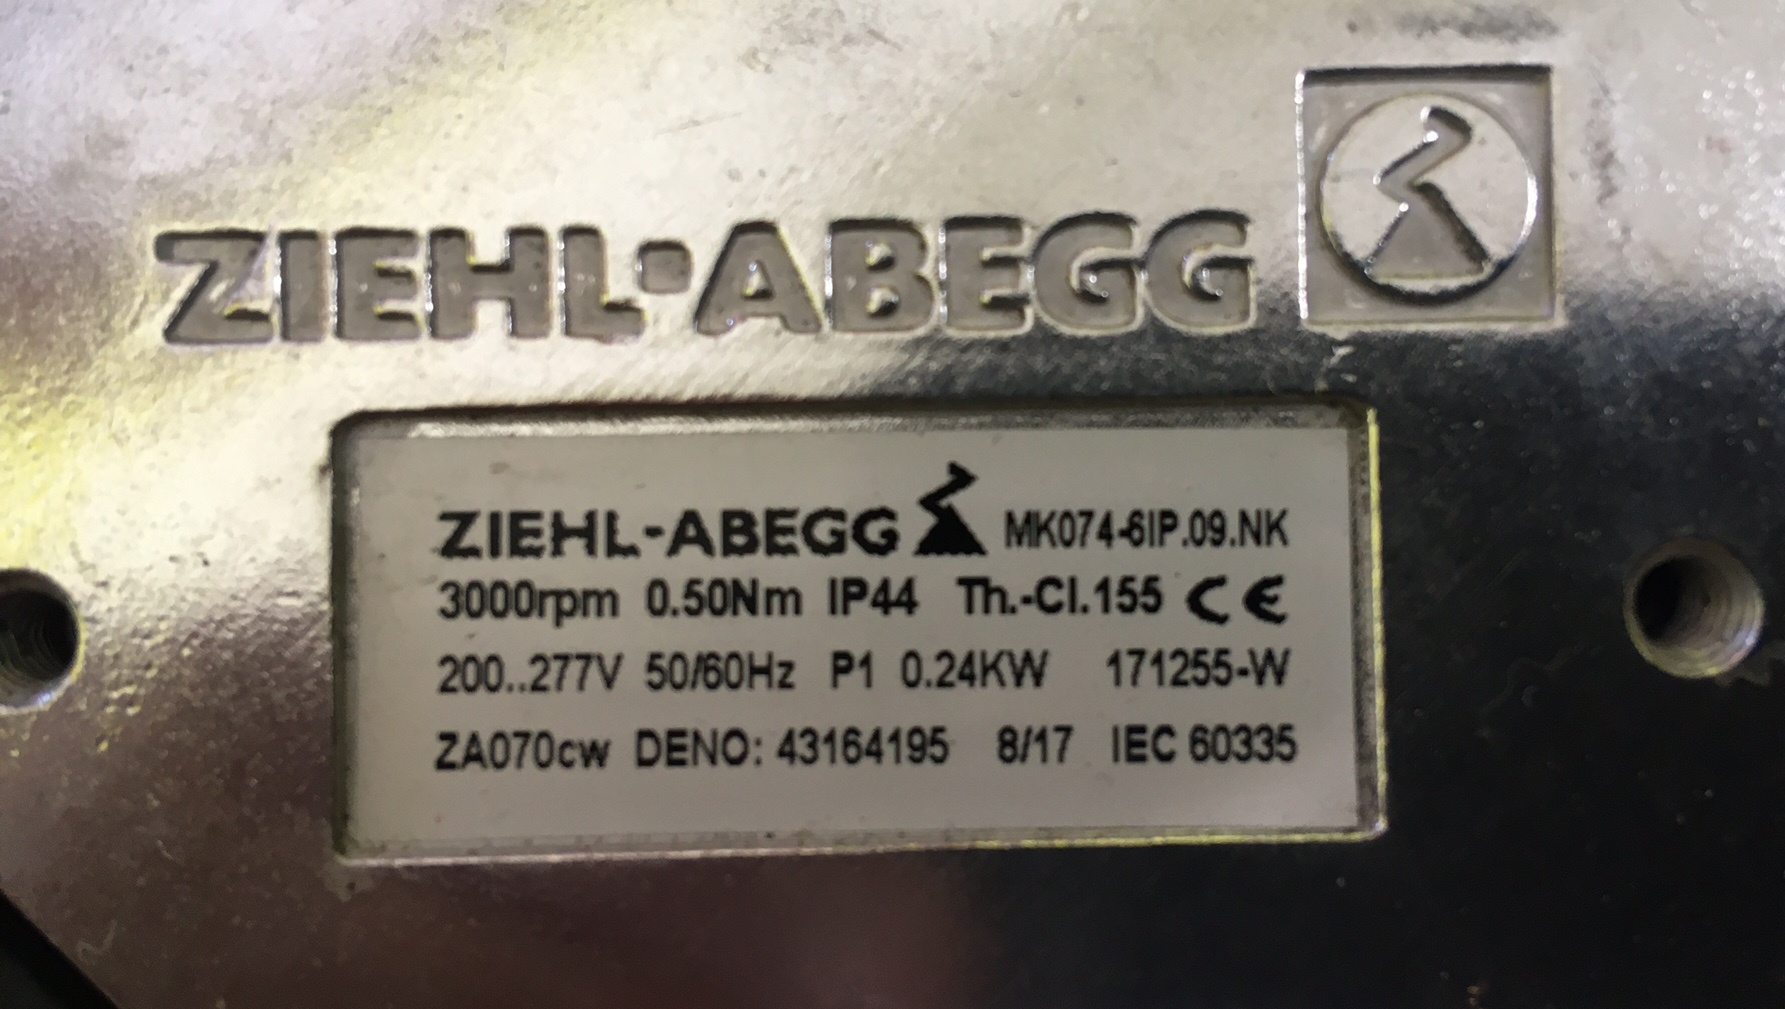 ZIEHL-ABEGG
ZIEHL-ABEGG MK074-6IP.09.NK
3000rpm 0.50Nm IP44 Th.-Cl.155 CE
200..277V 50/60Hz P1 0.24KW 171255-W
ZA070cw DENO: 43164195 8/17 IEC 60335